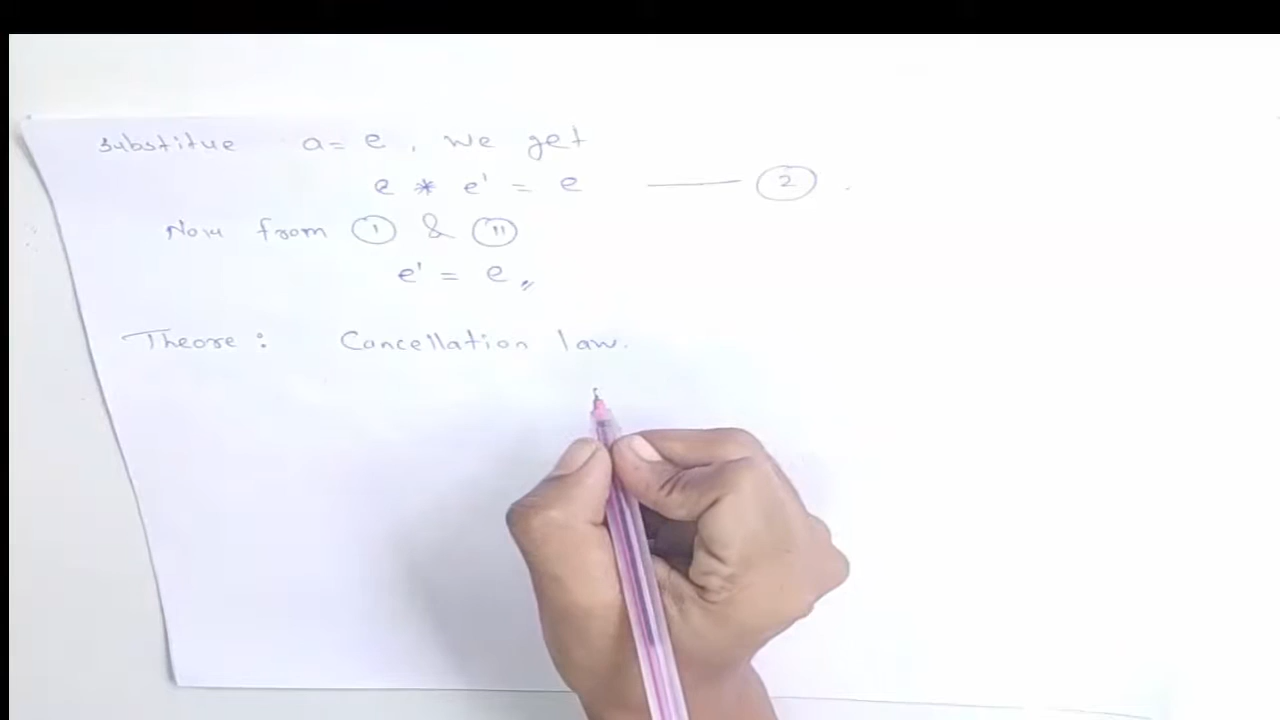 substitue a = e , we get
e * e' = e —— 2 .
Now from 1 & 11
e' = e ,,
Theore : Cancellation law.